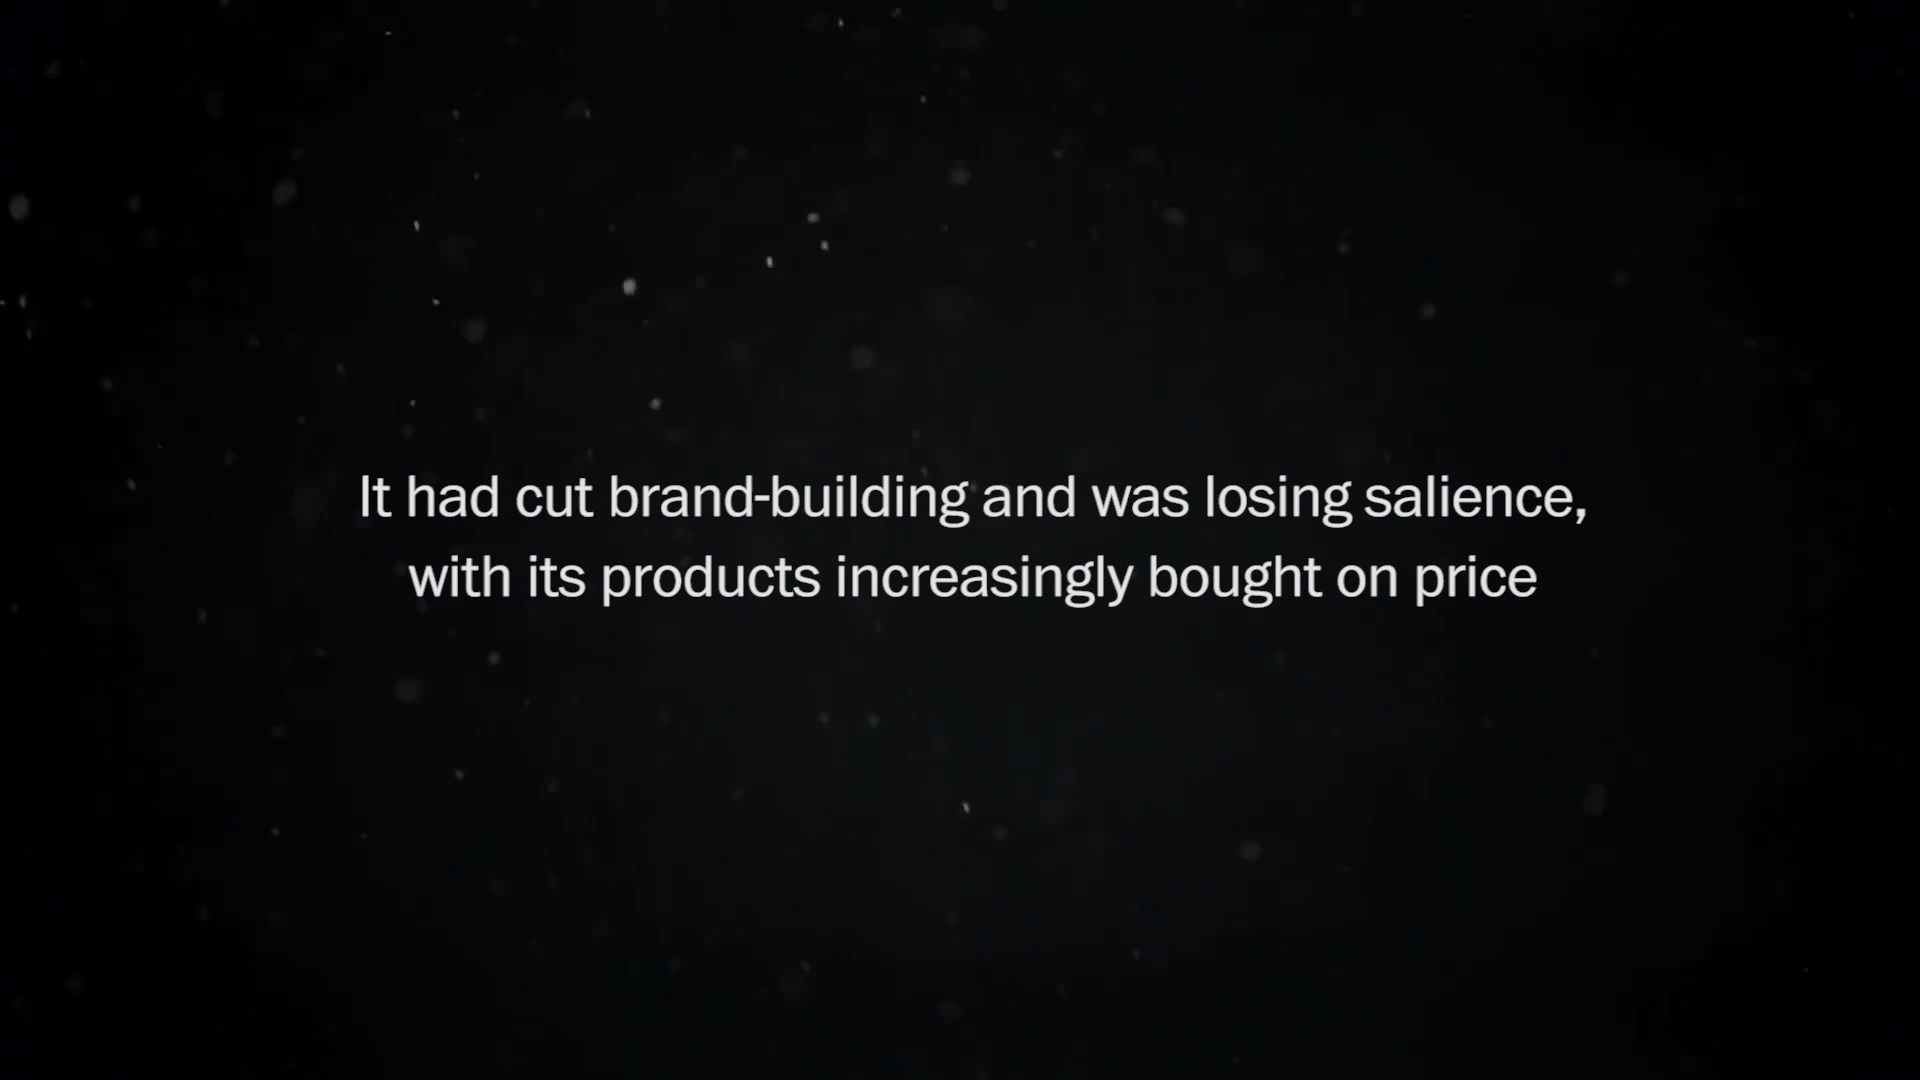 It had cut brand-building and was losing salience,
with its products increasingly bought on price